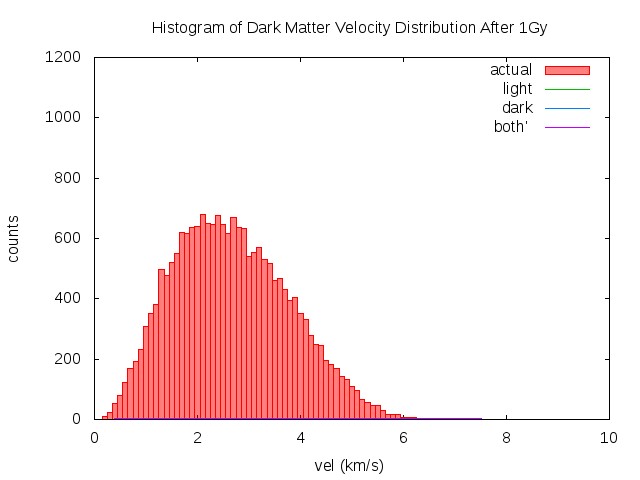 Histogram of Dark Matter Velocity Distribution After 1Gy
1200
1000
800
600
400
200
0
counts
actual
light
dark
both'
0 2 4 6 8 10
vel (km/s)